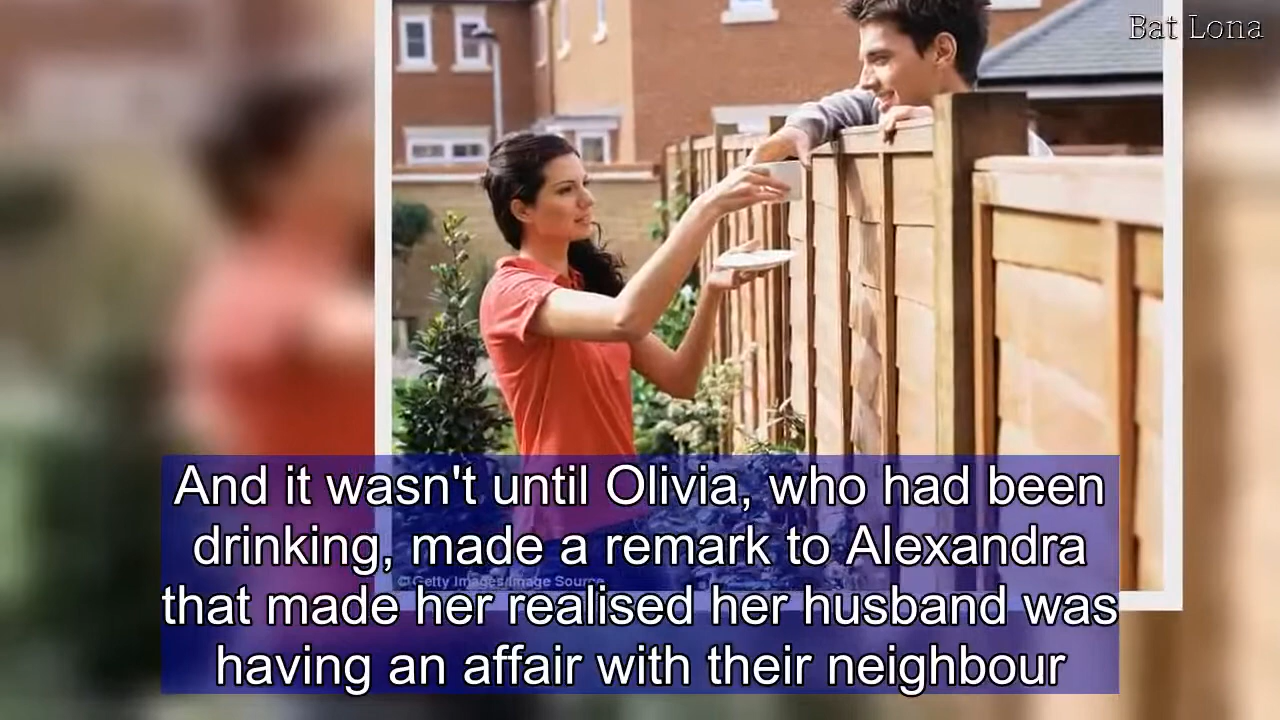 Bat Lona
And it wasn't until Olivia, who had been
drinking, made a remark to Alexandra
© Getty Images/Image Source
that made her realised her husband was
having an affair with their neighbour